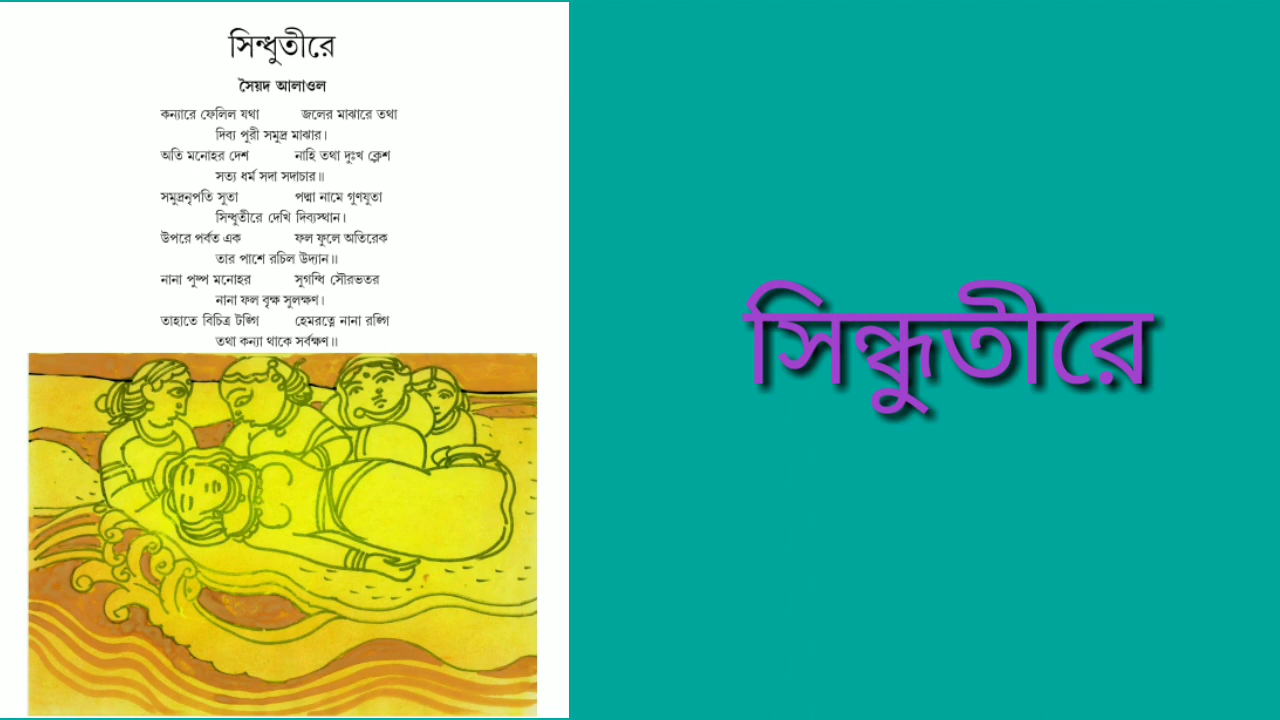 সিন্ধুতীরে
সৈয়দ আলাওল
কন্যারে ফেলিল যথা জলের মাঝারে তথা
দিব্য পুরী সমুদ্র মাঝার।
অতি মনোহর দেশ নাহি তথা দুঃখ ক্লেশ
সত্য ধর্ম সদা সদাচার॥
সমুদ্রনৃপতি সুতা পদ্মা নামে গুণযুতা
সিন্ধুতীরে দেখি দিব্যস্থান।
উপরে পর্বত এক ফল ফুলে অতিরেক
তার পাশে রচিল উদ্যান॥
নানা পুষ্প মনোহর সুগন্ধি সৌরভতর
নানা ফল বৃক্ষ সুলক্ষণ।
তাহাতে বিচিত্র টঙ্গি হেমরত্নে নানা রঙ্গি
তথা কন্যা থাকে সর্বক্ষণ॥
সিন্ধুতীরে